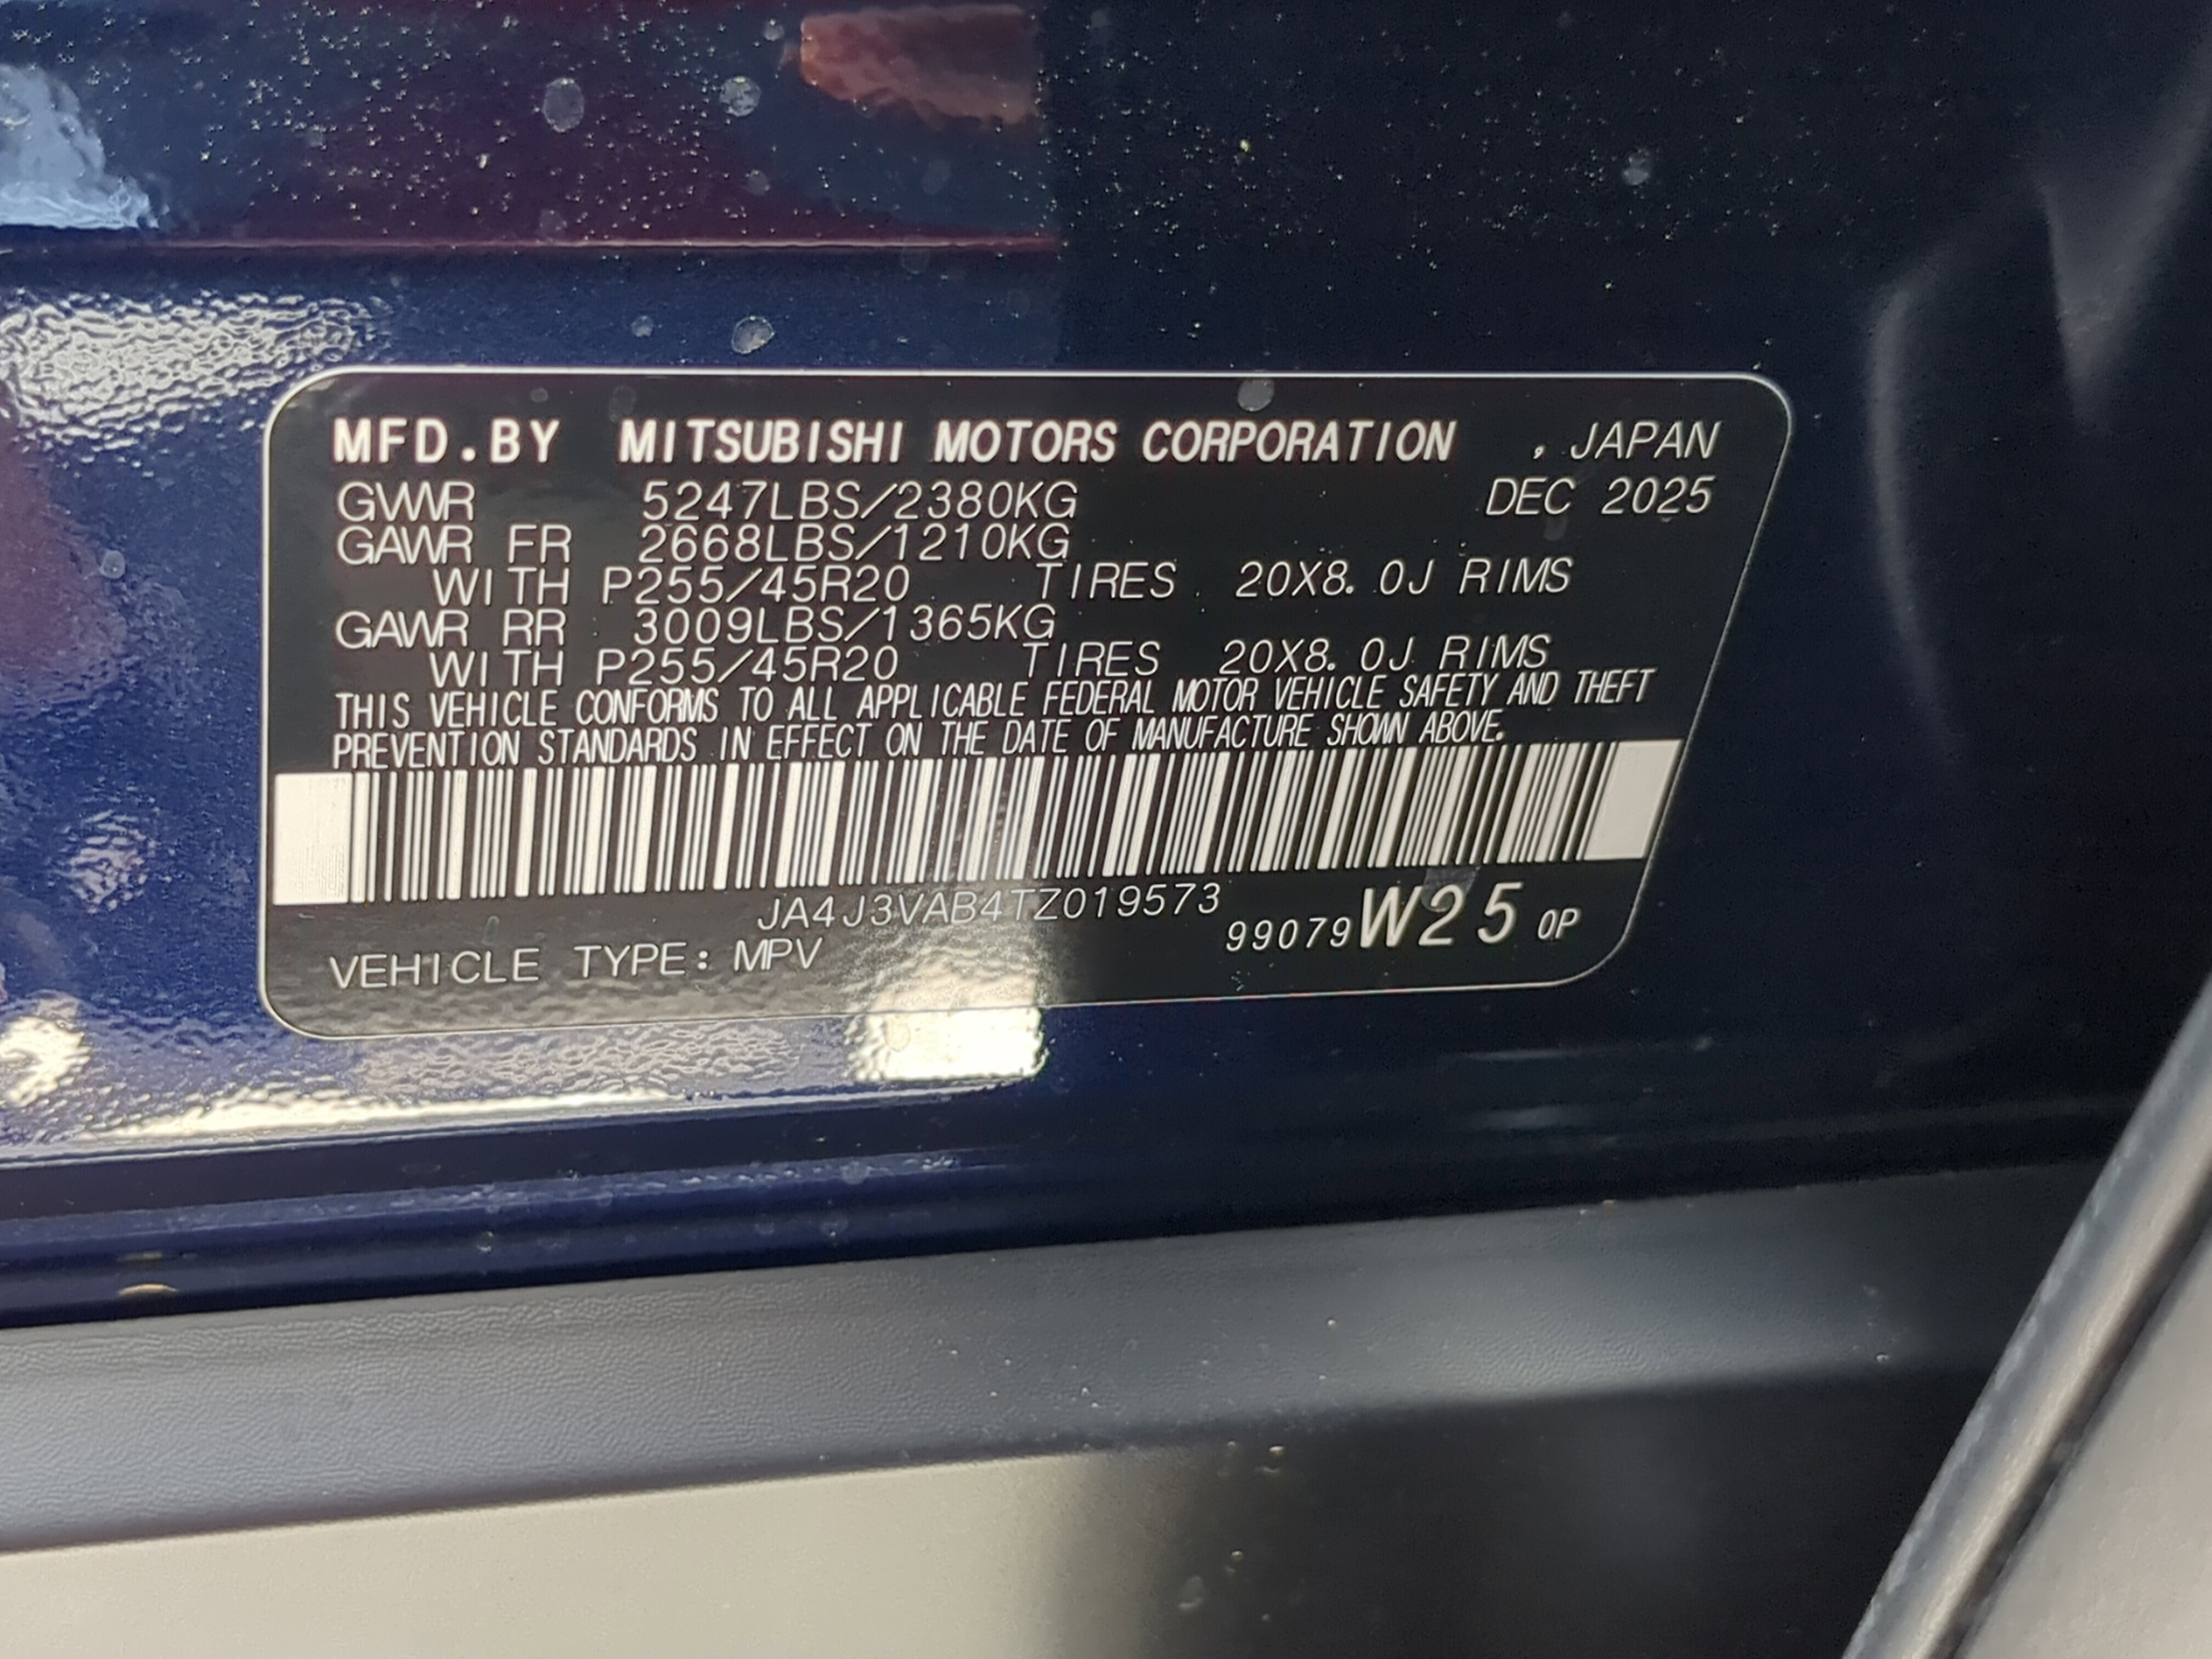 MFD.BY MITSUBISHI MOTORS CORPORATION , JAPAN
GVWR 5247LBS/2380KG DEC 2025
GAWR FR 2668LBS/1210KG
WITH P255/45R20 TIRES 20X8.0J RIMS
GAWR RR 3009LBS/1365KG
WITH P255/45R20 TIRES 20X8.0J RIMS
THIS VEHICLE CONFORMS TO ALL APPLICABLE FEDERAL MOTOR VEHICLE SAFETY AND THEFT
PREVENTION STANDARDS IN EFFECT ON THE DATE OF MANUFACTURE SHOWN ABOVE.
JA4J3VAB4TZ019573
99079W25 0P
VEHICLE TYPE: MPV